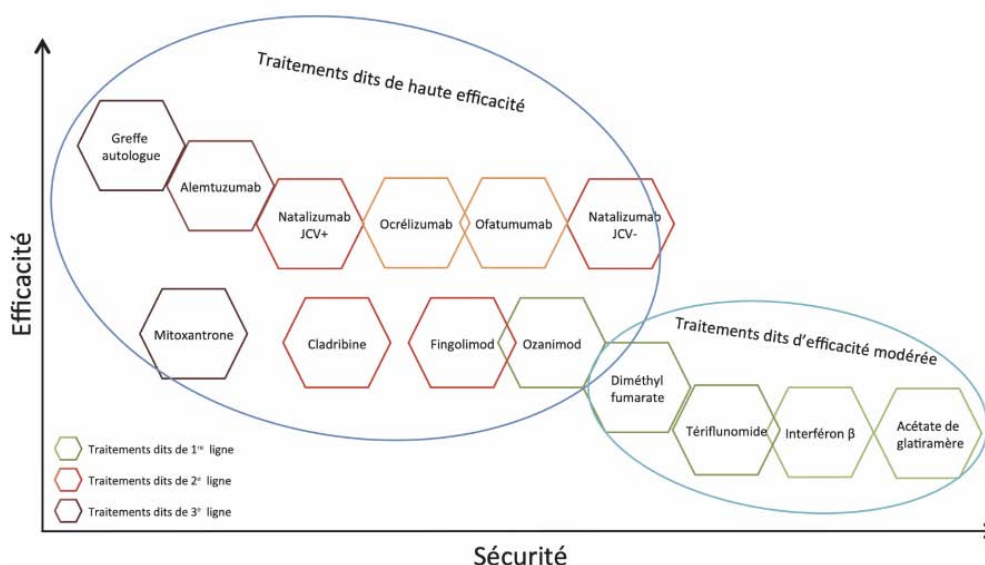 Traitements dits de haute efficacité
Greffe
autologue
Alemtuzumab
Natalizumab
JCV+
Ocrélizumab
Ofatumumab
Natalizumab
JCV-
Efficacité
Mitoxantrone
Cladribine
Fingolimod
Ozanimod
Traitements dits d’efficacité modérée
Diméthyl
fumarate
Tériflunomide
Interféron β
Acétate de
glatiramère
Traitements dits de 1re ligne
Traitements dits de 2e ligne
Traitements dits de 3e ligne
Sécurité